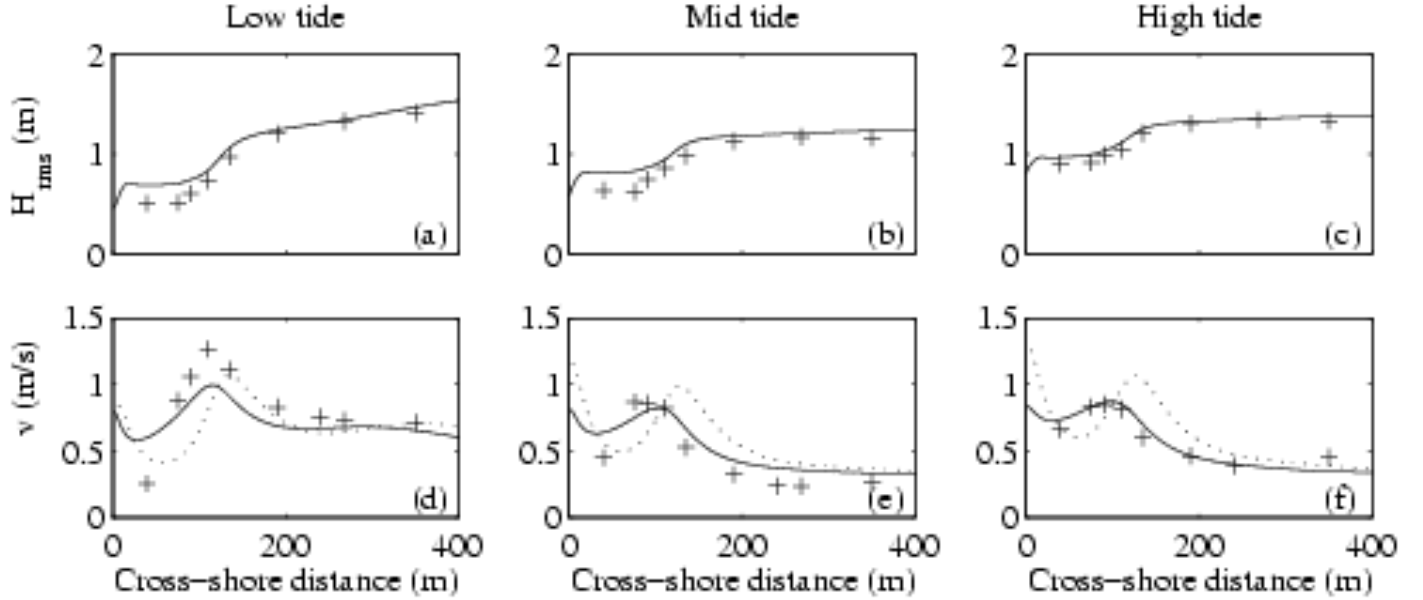 Low tide Mid tide High tide
2 2 2
H rms (m)
1 1 1
(a) (b) (c)
0 0 0
1.5 1.5 1.5
v (m/s)
1 1 1
0.5 0.5 0.5
(d) (e) (f)
0 0 0
0 200 400 0 200 400 0 200 400
Cross-shore distance (m) Cross-shore distance (m) Cross-shore distance (m)